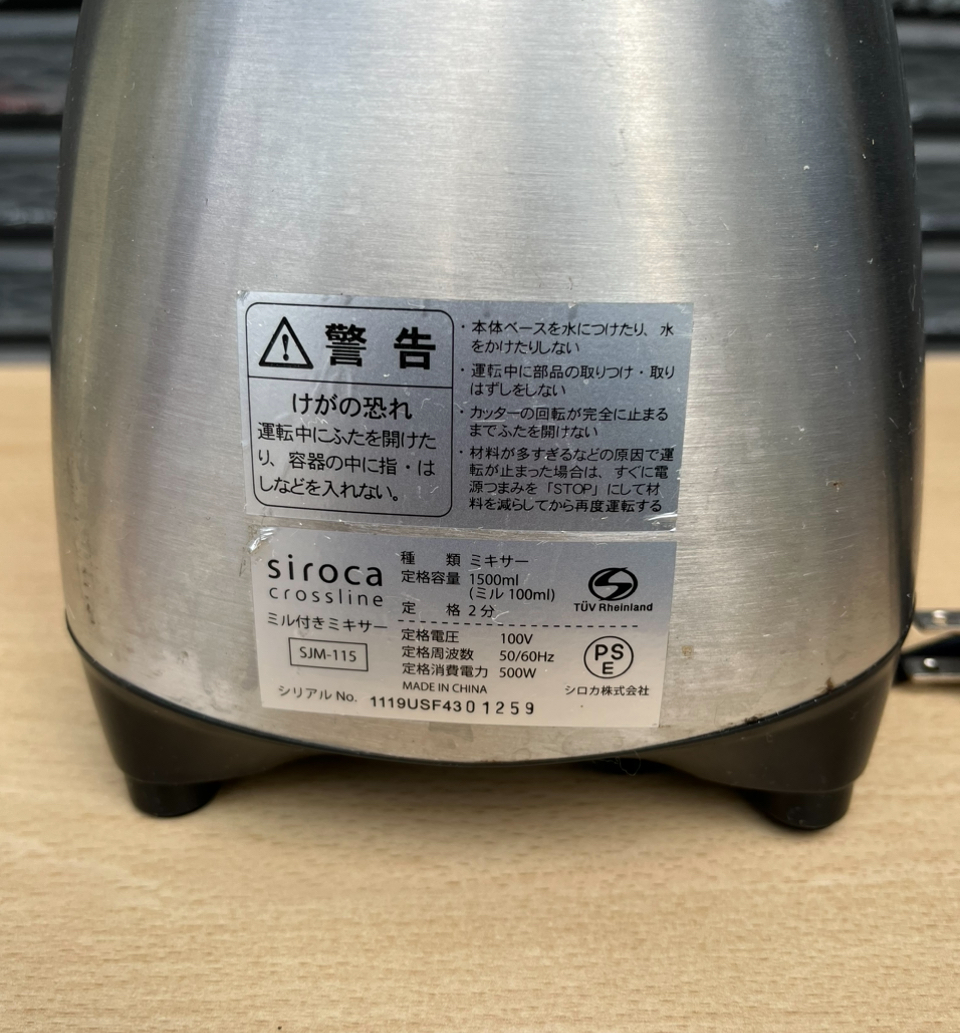 警告
けがの恐れ
運転中にふたを開けた
り、容器の中に指・は
しなどを入れない。
・本体ベースを水につけたり、水
をかけたりしない
・運転中に部品の取りつけ・取り
はずしをしない
・カッターの回転が完全に止まる
までふたを開けない
・材料が多すぎるなどの原因で運
転が止まった場合は、すぐに電
源つまみを「STOP」にして材
料を減らしてから再度運転する
siroca
crossline
ミル付きミキサー
SJM-115
種類 ミキサー
定格容量 1500ml
(ミル 100ml)
定格 2分
定格電圧 100V
定格周波数 50/60Hz
定格消費電力 500W
MADE IN CHINA
シリアル No. 1119USF4301259
TÜV Rheinland
PS
E
シロカ株式会社